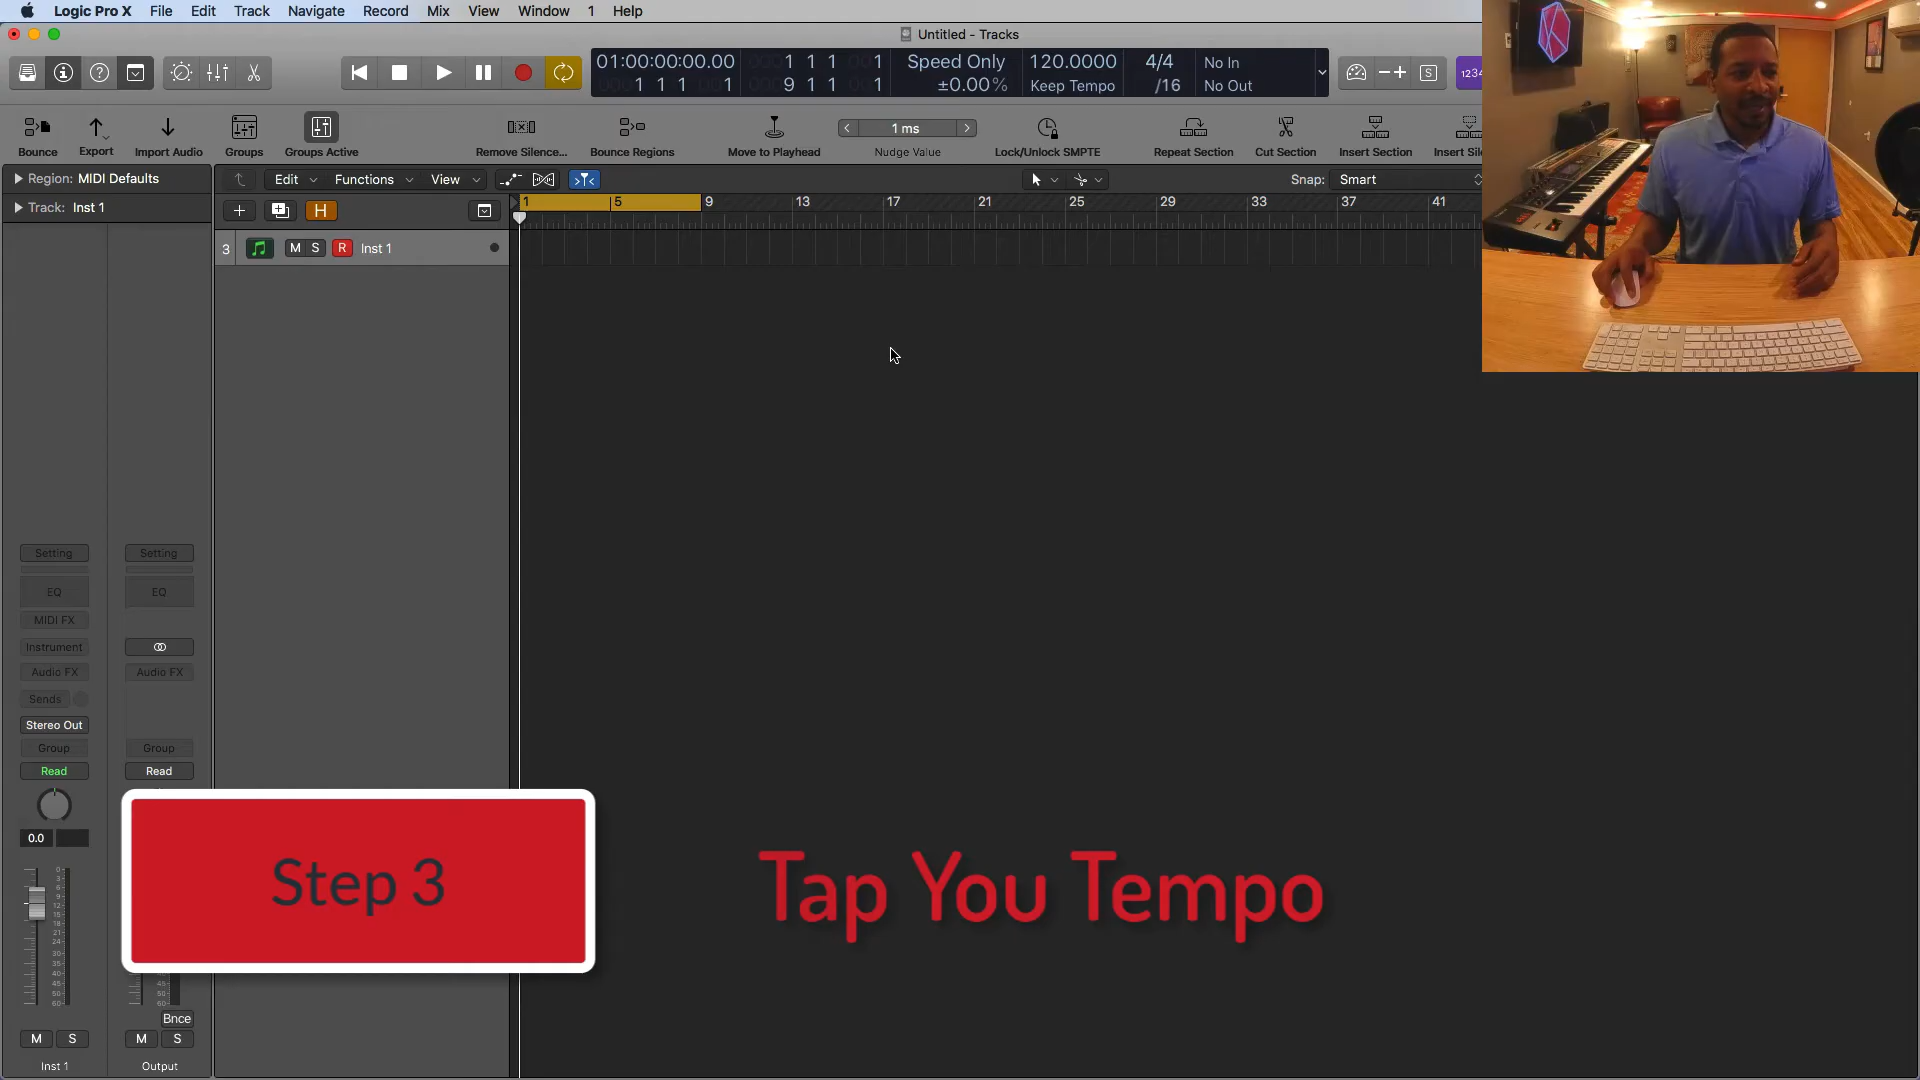 Logic Pro X File Edit Track Navigate Record Mix View Window 1 Help
Untitled - Tracks
01:00:00:00.00 1 1 1 1 Speed Only 120.0000 4/4 No In
1 1 1 1 9 1 1 1 ±0.00% Keep Tempo /16 No Out
S 1234
1 ms
Bounce Export Import Audio Groups Groups Active Remove Silence... Bounce Regions Move to Playhead Nudge Value Lock/Unlock SMPTE Repeat Section Cut Section Insert Section Insert Sil
Region: MIDI Defaults Edit Functions View Snap: Smart
Track: Inst 1 H 1 5 9 13 17 21 25 29 33 37 41
3 M S R Inst 1
Setting Setting
EQ EQ
MIDI FX
Instrument
Audio FX Audio FX
Sends
Stereo Out
Group Group
Read Read
0.0
Step 3
Tap You Tempo
Bnce
M S M S
Inst 1 Output